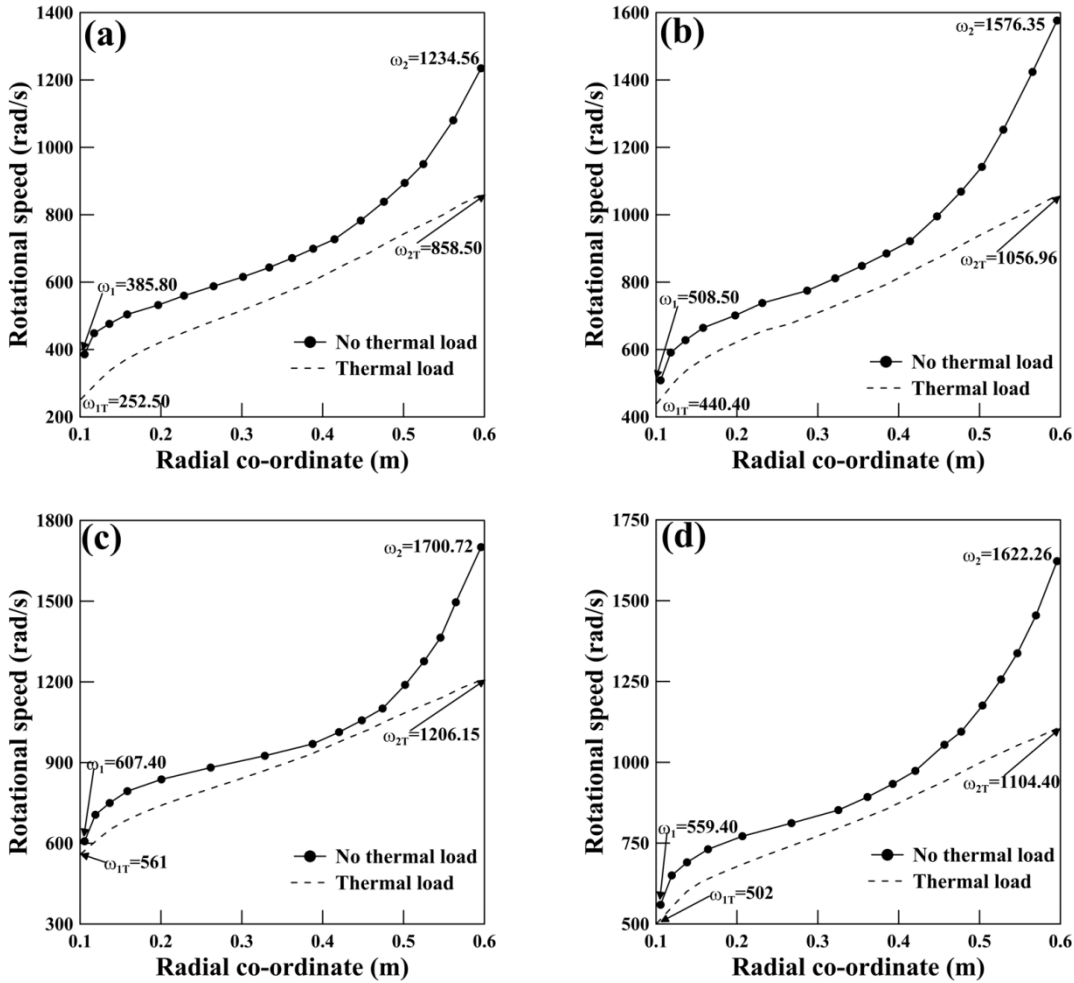 (a)
Rotational speed (rad/s)
1400
1200
1000
800
600
400
200
ω2=1234.56
ω2T=858.50
ω1=385.80
ω1T=252.50
No thermal load
Thermal load
0.1 0.2 0.3 0.4 0.5 0.6
Radial co-ordinate (m)
(b)
Rotational speed (rad/s)
1600
1400
1200
1000
800
600
400
ω2=1576.35
ω2T=1056.96
ω1=508.50
ω1T=440.40
No thermal load
Thermal load
0.1 0.2 0.3 0.4 0.5 0.6
Radial co-ordinate (m)
(c)
Rotational speed (rad/s)
1800
1500
1200
900
600
300
ω2=1700.72
ω2T=1206.15
ω1=607.40
ω1T=561
No thermal load
Thermal load
0.1 0.2 0.3 0.4 0.5 0.6
Radial co-ordinate (m)
(d)
Rotational speed (rad/s)
1750
1500
1250
1000
750
500
ω2=1622.26
ω2T=1104.40
ω1=559.40
ω1T=502
No thermal load
Thermal load
0.1 0.2 0.3 0.4 0.5 0.6
Radial co-ordinate (m)